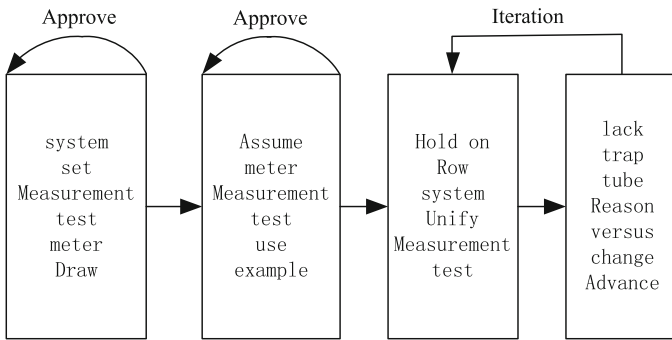 Approve
Approve
Iteration
system
set
Measurement
test
meter
Draw
Assume
meter
Measurement
test
use
example
Hold on
Row
system
Unify
Measurement
test
lack
trap
tube
Reason
versus
change
Advance